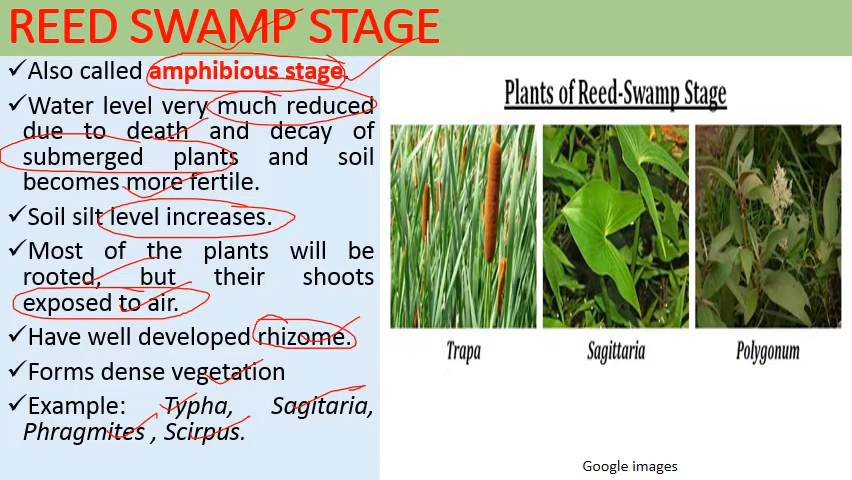 REED SWAMP STAGE
✓Also called amphibious stage.
✓Water level very much reduced
due to death and decay of
submerged plants and soil
becomes more fertile.
✓Soil silt level increases.
✓Most of the plants will be
rooted, but their shoots
exposed to air.
✓Have well developed rhizome.
✓Forms dense vegetation
✓Example: Typha, Sagitaria,
Phragmites , Scirpus.
Plants of Reed-Swamp Stage
Trapa
Sagittaria
Polygonum
Google images